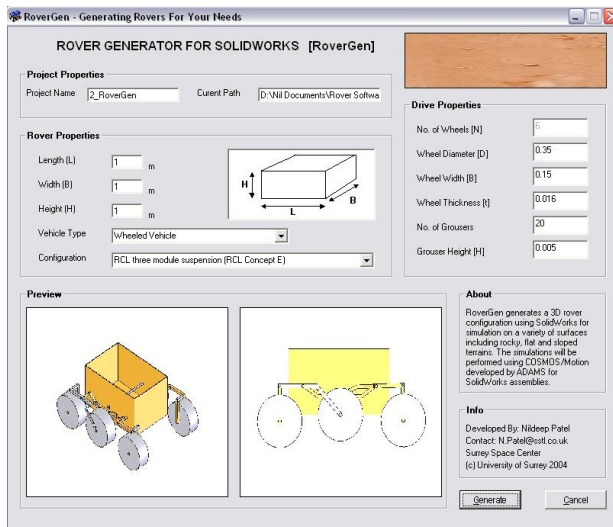 RoverGen - Generating Rovers For Your Needs
ROVER GENERATOR FOR SOLIDWORKS [RoverGen]
Project Properties
Project Name 2_RoverGen Curent Path D:\Nil Documents\Rover Softwa
Rover Properties
Length (L) 1 m
Width (B) 1 m
Height (H) 1 m
H
L
B
Vehicle Type Wheeled Vehicle
Configuration RCL three module suspension (RCL Concept E)
Drive Properties
No. of Wheels [N] 6
Wheel Diameter [D] 0.35
Wheel Width [B] 0.15
Wheel Thickness [t] 0.016
No. of Grousers 20
Grouser Height [H] 0.005
Preview
About
RoverGen generates a 3D rover
configuration using SolidWorks for
simulation on a variety of surfaces
including rocky, flat and sloped
terrains. The simulations will be
performed using COSMOS/Motion
developed by ADAMS for
SolidWorks assemblies.
Info
Developed By: Nildeep Patel
Contact: N.Patel@sstl.co.uk
Surrey Space Center
(c) University of Surrey 2004
Generate Cancel